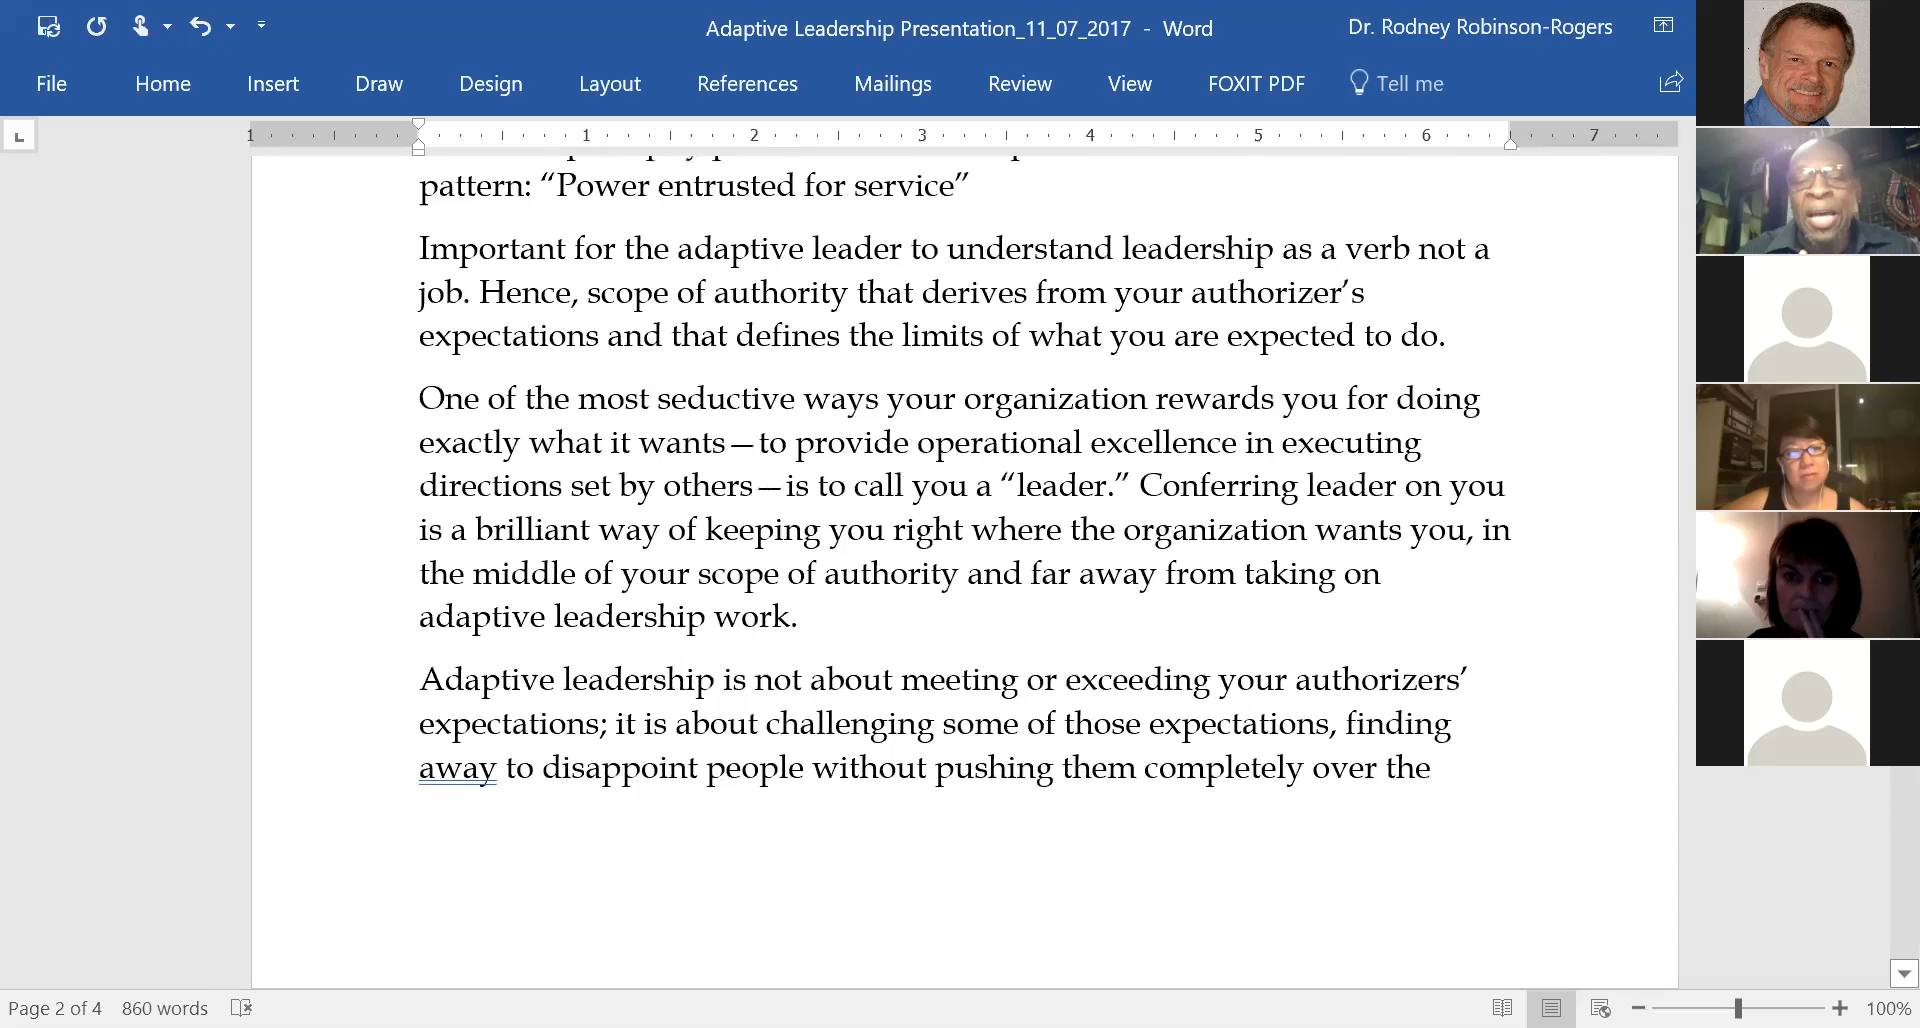 Adaptive Leadership Presentation_11_07_2017 - Word
Dr. Rodney Robinson-Rogers
File Home Insert Draw Design Layout References Mailings Review View FOXIT PDF Tell me
1 1 2 3 4 5 6 7
pattern: “Power entrusted for service”
Important for the adaptive leader to understand leadership as a verb not a
job. Hence, scope of authority that derives from your authorizer’s
expectations and that defines the limits of what you are expected to do.
One of the most seductive ways your organization rewards you for doing
exactly what it wants—to provide operational excellence in executing
directions set by others—is to call you a “leader.” Conferring leader on you
is a brilliant way of keeping you right where the organization wants you, in
the middle of your scope of authority and far away from taking on
adaptive leadership work.
Adaptive leadership is not about meeting or exceeding your authorizers’
expectations; it is about challenging some of those expectations, finding
away to disappoint people without pushing them completely over the
Page 2 of 4 860 words 100%